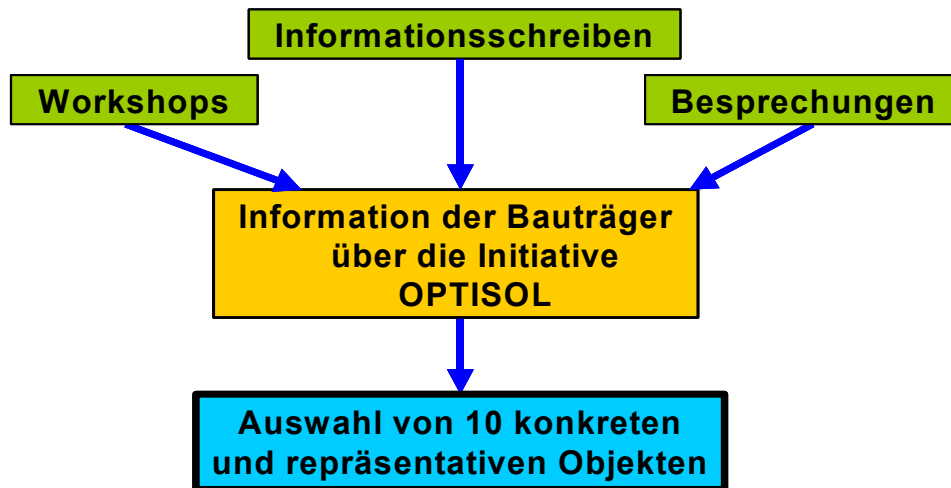 Informationsschreiben
Workshops
Besprechungen
Information der Bauträger
über die Initiative
OPTISOL
Auswahl von 10 konkreten
und repräsentativen Objekten